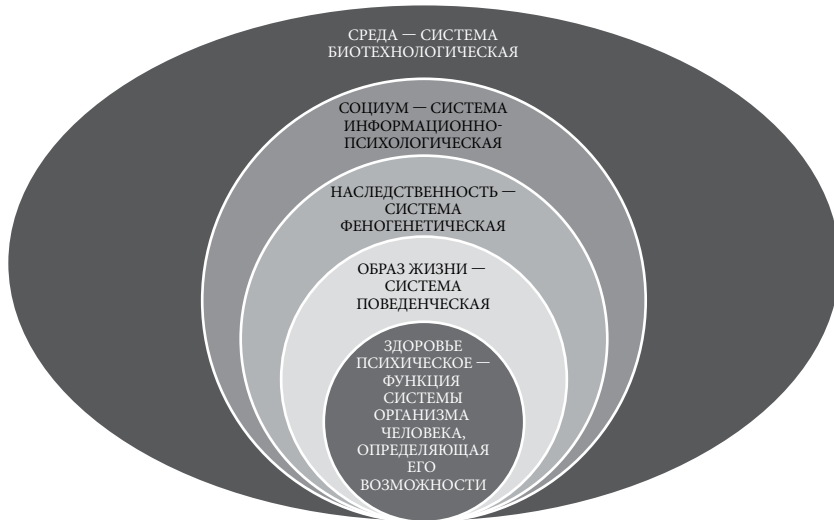 СРЕДА — СИСТЕМА
БИОТЕХНОЛОГИЧЕСКАЯ
СОЦИУМ — СИСТЕМА
ИНФОРМАЦИОННО-
ПСИХОЛОГИЧЕСКАЯ
НАСЛЕДСТВЕННОСТЬ —
СИСТЕМА
ФЕНОГЕНЕТИЧЕСКАЯ
ОБРАЗ ЖИЗНИ —
СИСТЕМА
ПОВЕДЕНЧЕСКАЯ
ЗДОРОВЬЕ
ПСИХИЧЕСКОЕ —
ФУНКЦИЯ
СИСТЕМЫ
ОРГАНИЗМА
ЧЕЛОВЕКА,
ОПРЕДЕЛЯЮЩАЯ
ЕГО
ВОЗМОЖНОСТИ